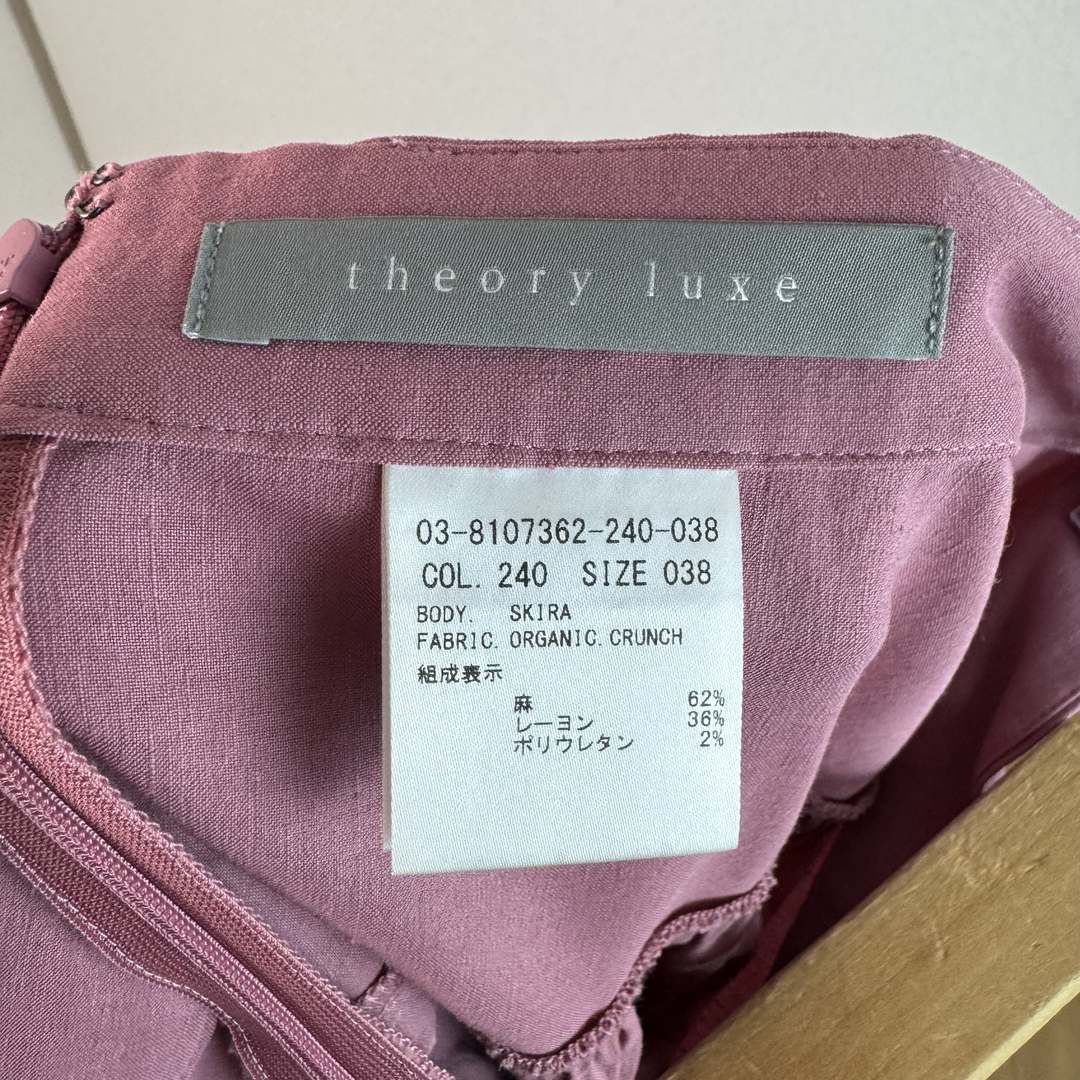 theory luxe
03-8107362-240-038
COL. 240 SIZE 038
BODY. SKIRA
FABRIC. ORGANIC. CRUNCH
組成表示
麻 62%
レーヨン 36%
ポリウレタン 2%